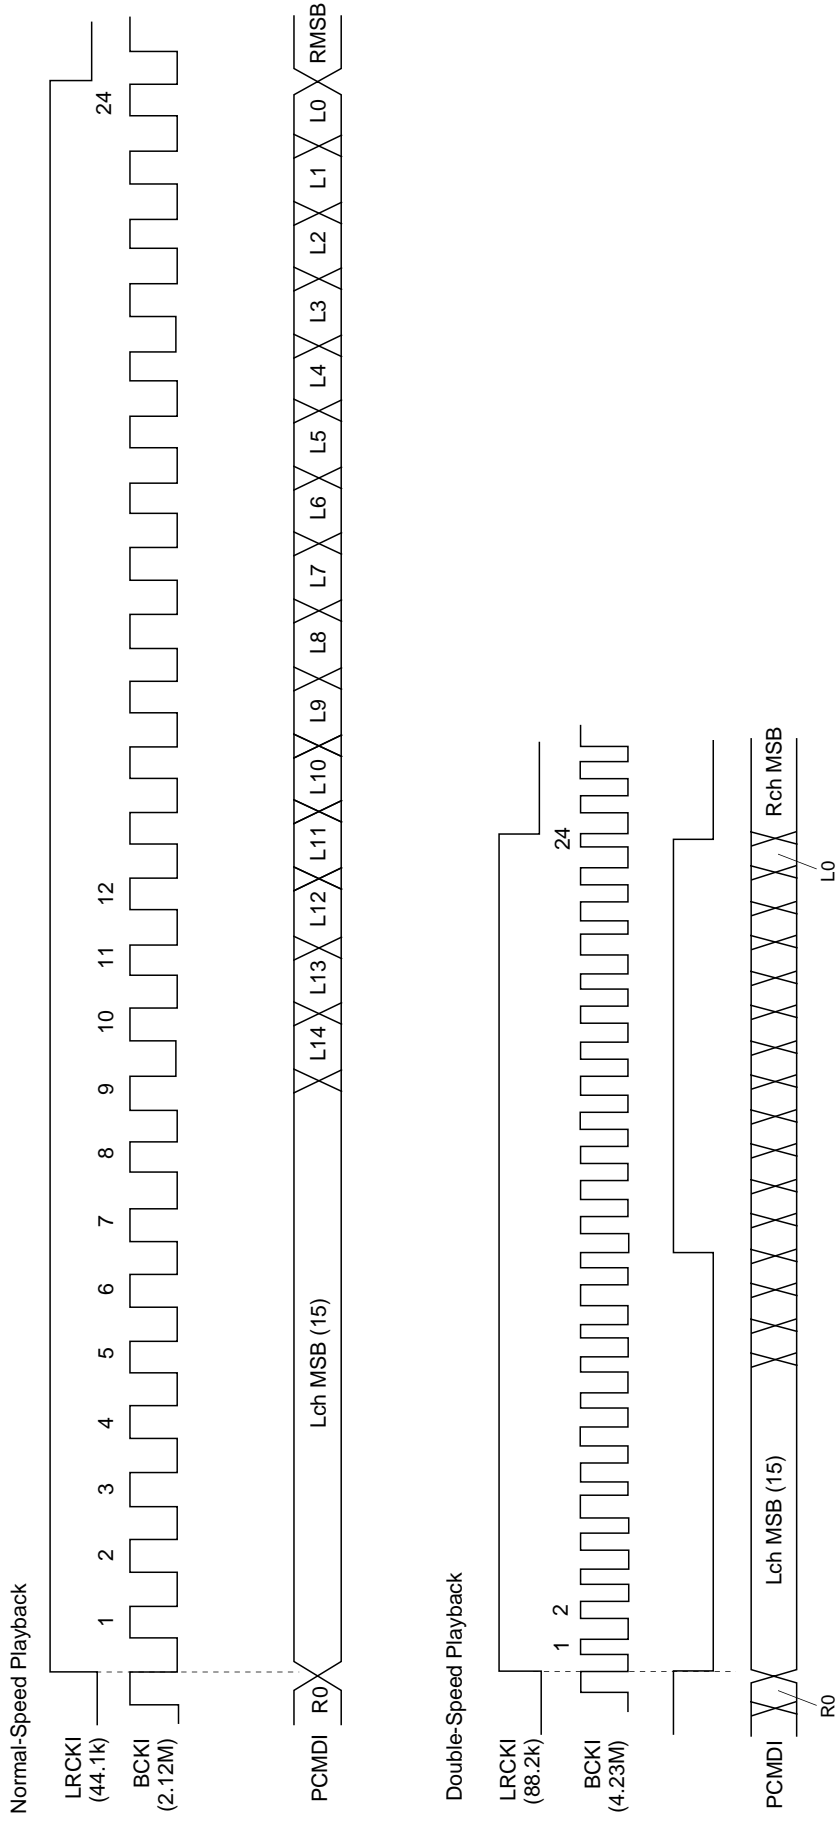 Normal-Speed Playback
LRCKI
(44.1k)
1 2 3 4 5 6 7 8 9 10 11 12 24
BCKI
(2.12M)
PCMDI
R0 Lch MSB (15) L14 L13 L12 L11 L10 L9 L8 L7 L6 L5 L4 L3 L2 L1 L0 RMSB
Double-Speed Playback
LRCKI
(88.2k)
1 2 24
BCKI
(4.23M)
PCMDI
Lch MSB (15) Rch MSB
R0 L0